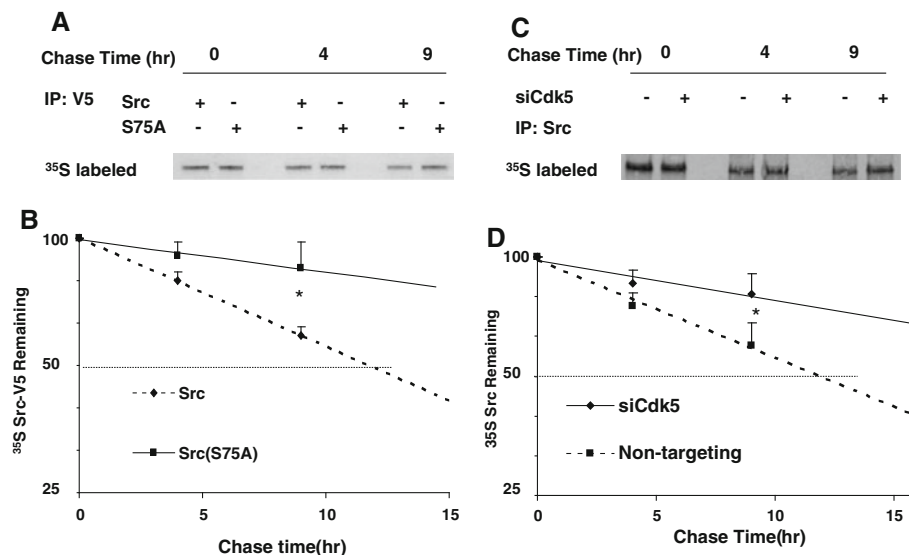 A
Chase Time (hr) 0 4 9
IP: V5 Src + - + - + -
S75A - + - + - +
³⁵S labeled
B
100
50
25
³⁵S Src-V5 Remaining
Src
Src(S75A)
*
0 5 10 15
Chase time(hr)
C
Chase Time (hr) 0 4 9
siCdk5 - + - + - +
IP: Src
³⁵S labeled
D
100
50
25
35S Src Remaining
*
siCdk5
Non-targeting
0 5 10 15
Chase Time(hr)